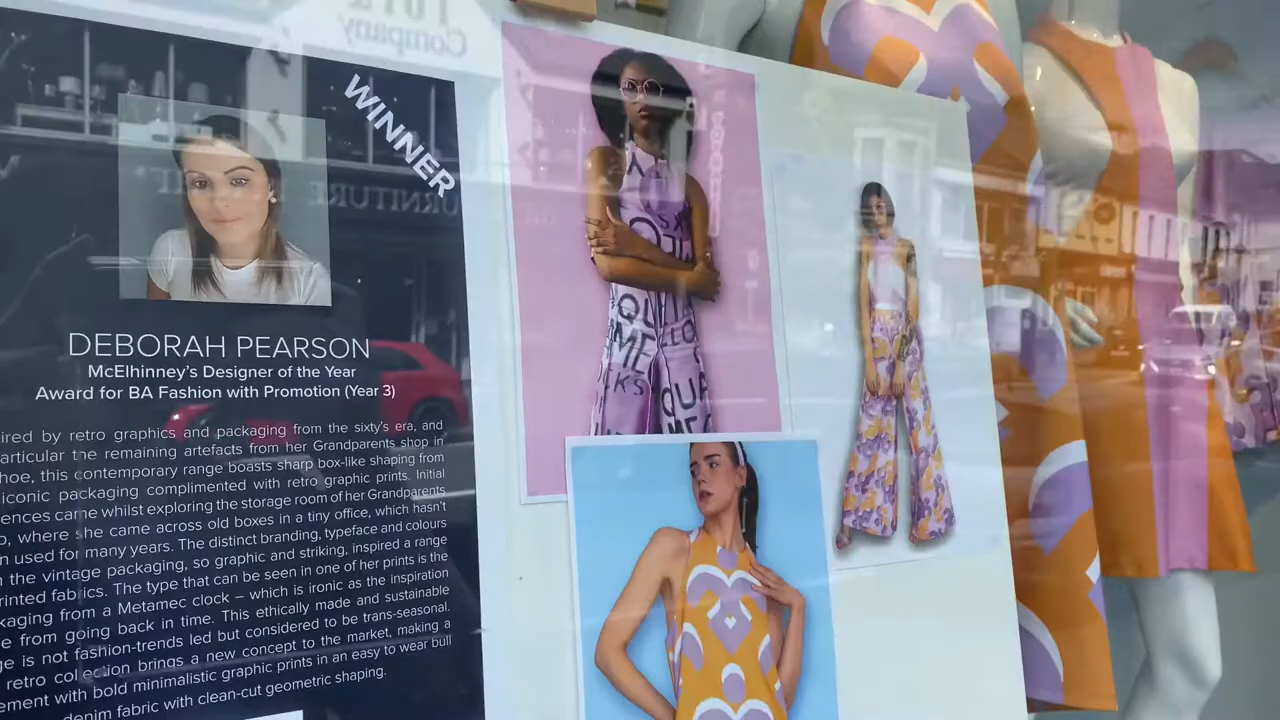 Company
WINNER
FURNITURE
DEBORAH PEARSON
McElhinney's Designer of the Year
Award for BA Fashion with Promotion (Year 3)
ired by retro graphics and packaging from the sixty's era, and
articular the remaining artefacts from her Grandparents shop in
hoe, this contemporary range boasts sharp box-like shaping from
iconic packaging complimented with retro graphic prints. Initial
ences came whilst exploring the storage room of her Grandparents
o, where she came across old boxes in a tiny office, which hasn't
n used for many years. The distinct branding, typeface and colours
n the vintage packaging, so graphic and striking, inspired a range
rinted fabrics. The type that can be seen in one of her prints is the
kaging from a Metamec clock – which is ironic as the inspiration
e from going back in time. This ethically made and sustainable
ge is not fashion-trends led but considered to be trans-seasonal.
retro collection brings a new concept to the market, making a
ement with bold minimalistic graphic prints in an easy to wear bull
denim fabric with clean-cut geometric shaping.